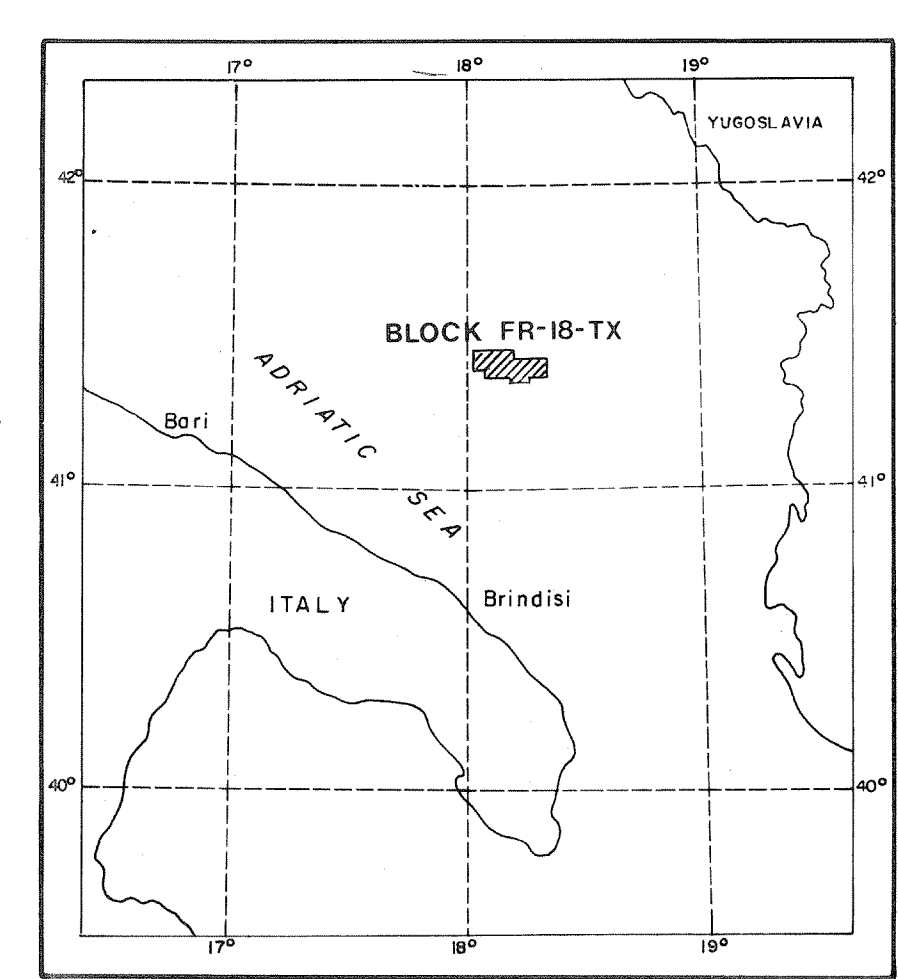 17° 18° 19°
YUGOSLAVIA
42° 42°
BLOCK FR-18-TX
ADRIATIC
SEA
Bari
41° 41°
Brindisi
ITALY
40° 40°
17° 18° 19°